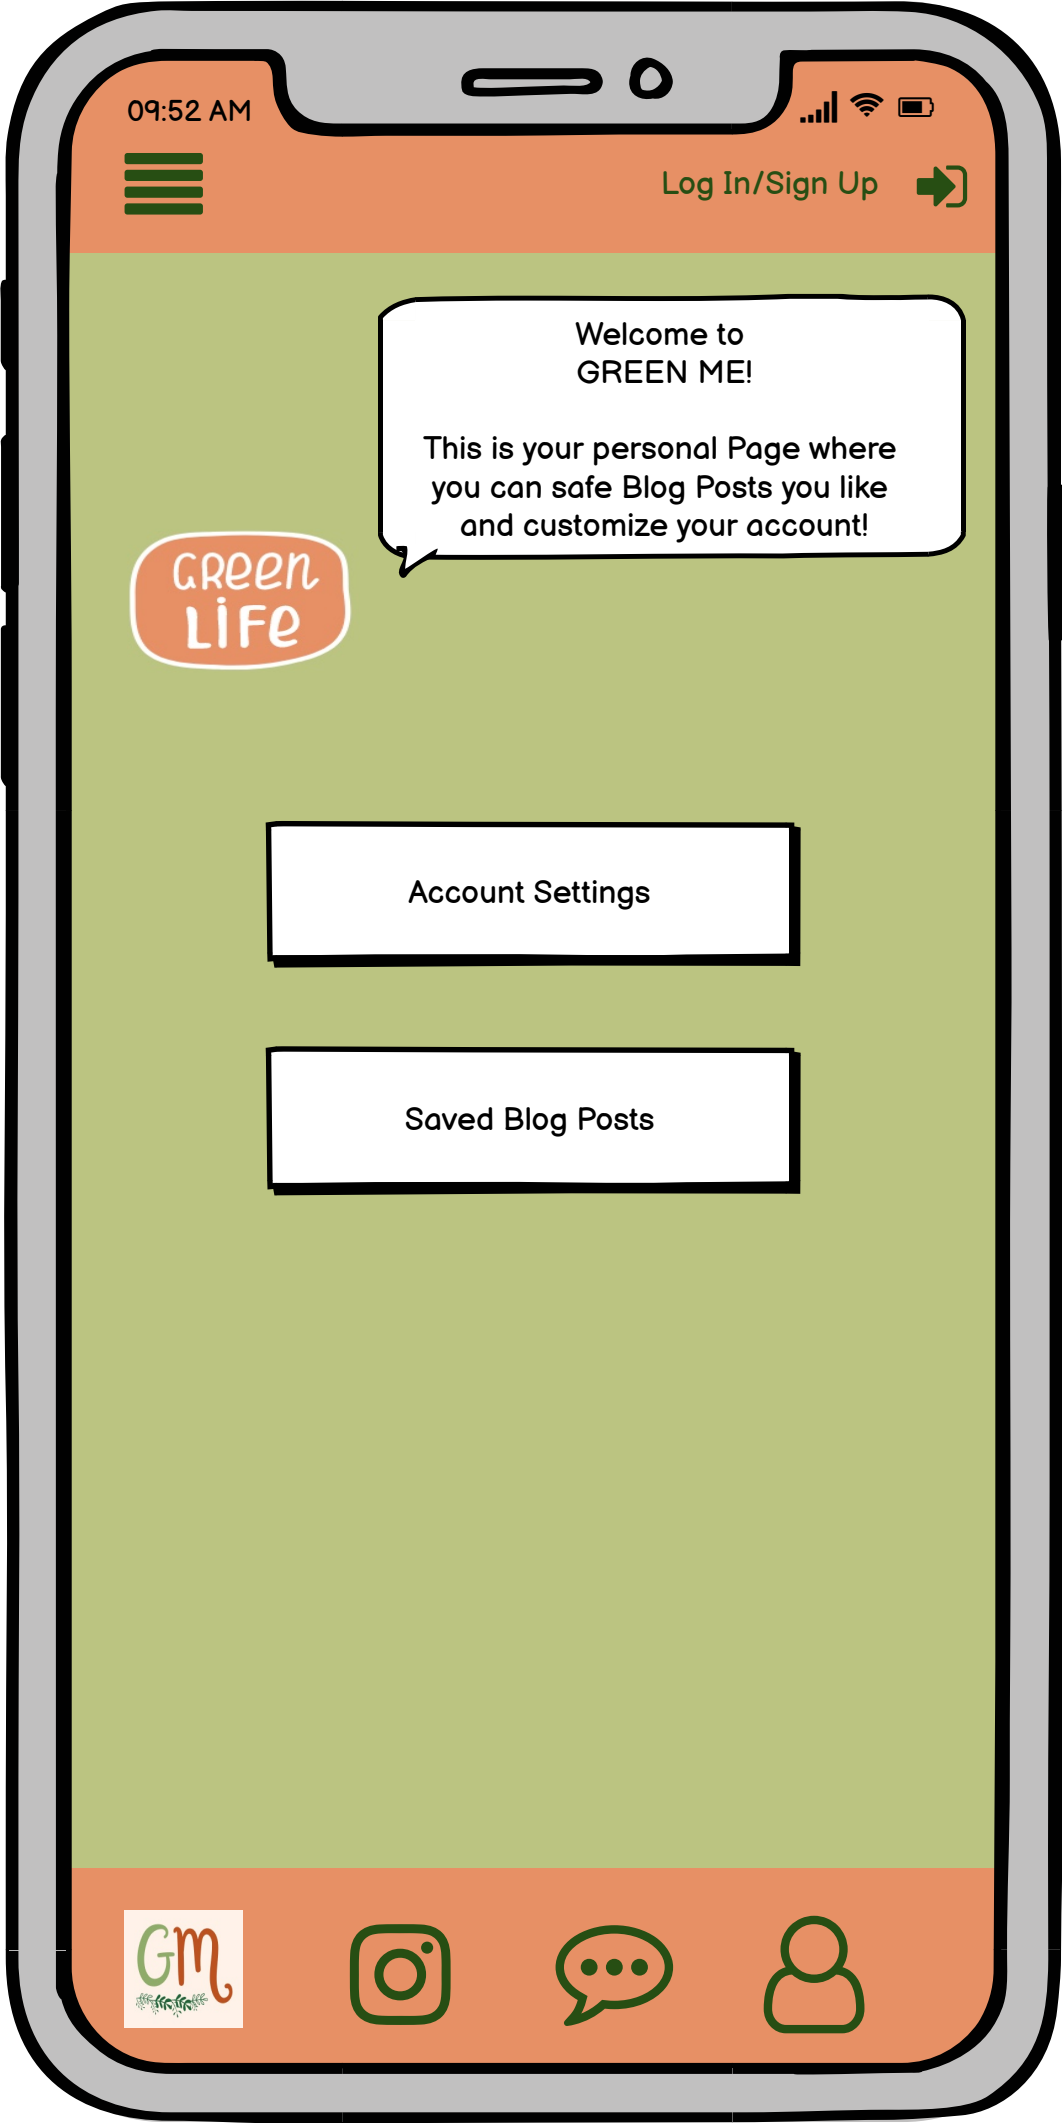 09:52 AM
Log In/Sign Up
Welcome to
GREEN ME!
This is your personal Page where
you can safe Blog Posts you like
and customize your account!
GReen
LiFe
Account Settings
Saved Blog Posts
GM